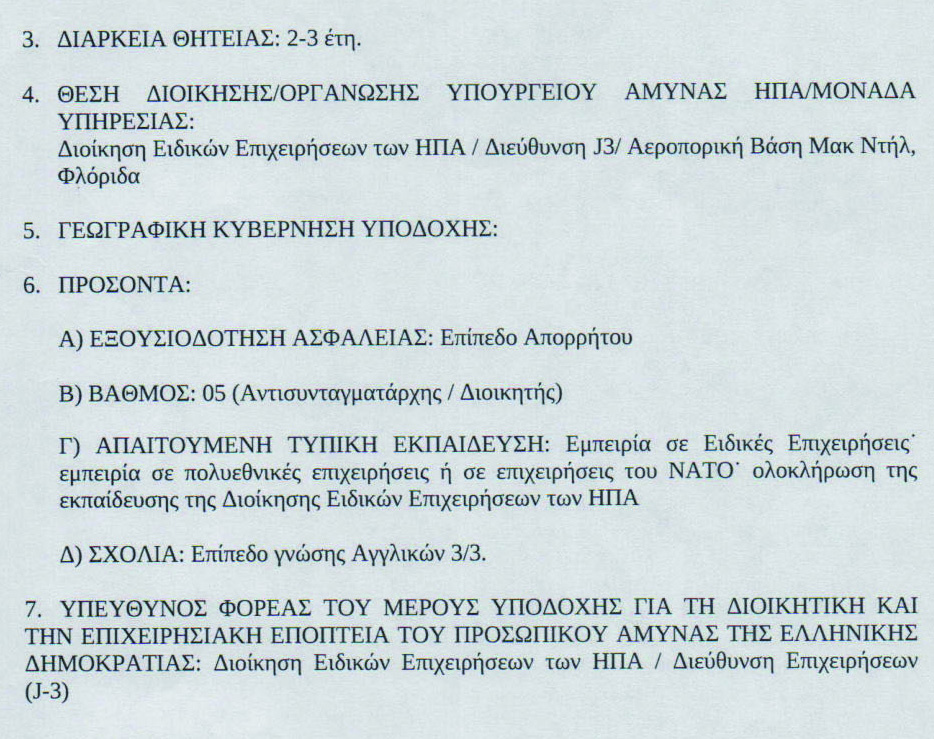 3. ΔΙΑΡΚΕΙΑ ΘΗΤΕΙΑΣ: 2-3 έτη.
4. ΘΕΣΗ ΔΙΟΙΚΗΣΗΣ/ΟΡΓΑΝΩΣΗΣ ΥΠΟΥΡΓΕΙΟΥ ΑΜΥΝΑΣ ΗΠΑ/ΜΟΝΑΔΑ
ΥΠΗΡΕΣΙΑΣ:
Διοίκηση Ειδικών Επιχειρήσεων των ΗΠΑ / Διεύθυνση J3/ Αεροπορική Βάση Μακ Ντήλ,
Φλόριδα
5. ΓΕΩΓΡΑΦΙΚΗ ΚΥΒΕΡΝΗΣΗ ΥΠΟΔΟΧΗΣ:
6. ΠΡΟΣΟΝΤΑ:
Α) ΕΞΟΥΣΙΟΔΟΤΗΣΗ ΑΣΦΑΛΕΙΑΣ: Επίπεδο Απορρήτου
Β) ΒΑΘΜΟΣ: 05 (Αντισυνταγματάρχης / Διοικητής)
Γ) ΑΠΑΙΤΟΥΜΕΝΗ ΤΥΠΙΚΗ ΕΚΠΑΙΔΕΥΣΗ: Εμπειρία σε Ειδικές Επιχειρήσεις˙
εμπειρία σε πολυεθνικές επιχειρήσεις ή σε επιχειρήσεις του ΝΑΤΟ˙ ολοκλήρωση της
εκπαίδευσης της Διοίκησης Ειδικών Επιχειρήσεων των ΗΠΑ
Δ) ΣΧΟΛΙΑ: Επίπεδο γνώσης Αγγλικών 3/3.
7. ΥΠΕΥΘΥΝΟΣ ΦΟΡΕΑΣ ΤΟΥ ΜΕΡΟΥΣ ΥΠΟΔΟΧΗΣ ΓΙΑ ΤΗ ΔΙΟΙΚΗΤΙΚΗ ΚΑΙ
ΤΗΝ ΕΠΙΧΕΙΡΗΣΙΑΚΗ ΕΠΟΠΤΕΙΑ ΤΟΥ ΠΡΟΣΩΠΙΚΟΥ ΑΜΥΝΑΣ ΤΗΣ ΕΛΛΗΝΙΚΗΣ
ΔΗΜΟΚΡΑΤΙΑΣ: Διοίκηση Ειδικών Επιχειρήσεων των ΗΠΑ / Διεύθυνση Επιχειρήσεων
(J-3)